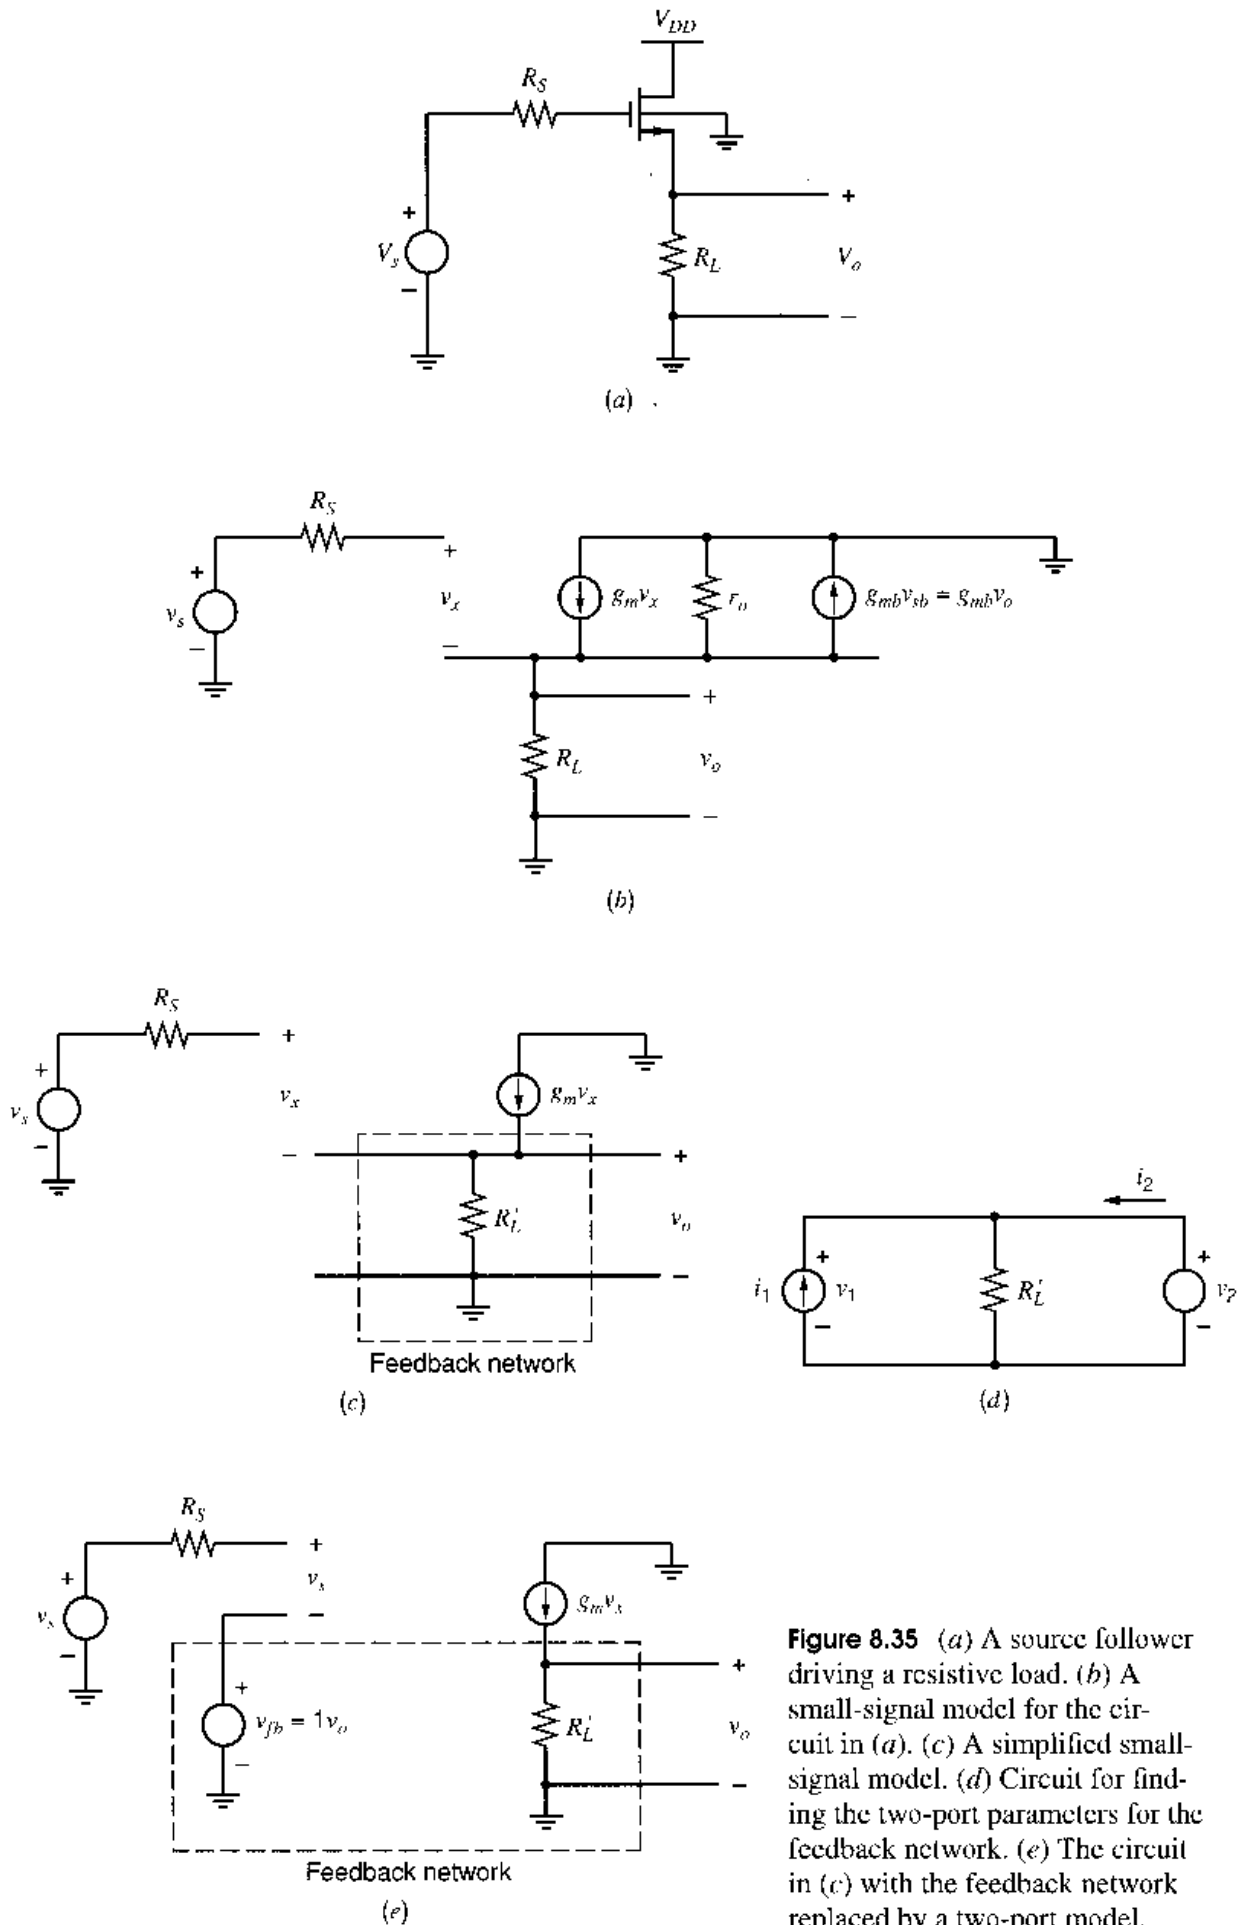 V_DD
R_S
+
V_s
−
+
R_L
V_o
−
(a)
R_S
+
v_s
−
+
v_x
−
g_m v_x
r_o
g_mb v_sb = g_mb v_o
+
R_L
v_o
−
(b)
R_S
+
v_s
−
+
v_x
−
g_m v_x
+
R_L'
v_o
−
Feedback network
(c)
i_2
+
i_1
v_1
−
R_L'
+
v_2
−
(d)
R_S
+
v_s
−
+
v_s
−
g_m v_s
+
v_fb = 1v_o
−
+
R_L'
v_o
−
Feedback network
(e)
Figure 8.35 (a) A source follower
driving a resistive load. (b) A
small-signal model for the cir-
cuit in (a). (c) A simplified small-
signal model. (d) Circuit for find-
ing the two-port parameters for the
feedback network. (e) The circuit
in (c) with the feedback network
replaced by a two-port model.